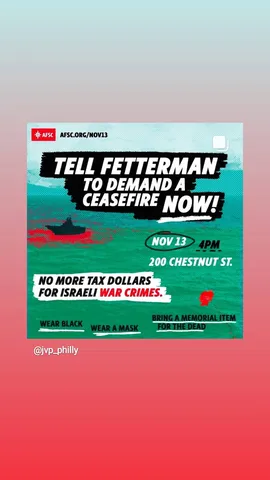 AFSC AFSC.ORG/NOV13
TELL FETTERMAN
TO DEMAND A
CEASEFIRE NOW!
NOV 13 4PM
200 CHESTNUT ST.
NO MORE TAX DOLLARS
FOR ISRAELI WAR CRIMES.
WEAR BLACK
WEAR A MASK
BRING A MEMORIAL ITEM
FOR THE DEAD
@jvp_philly